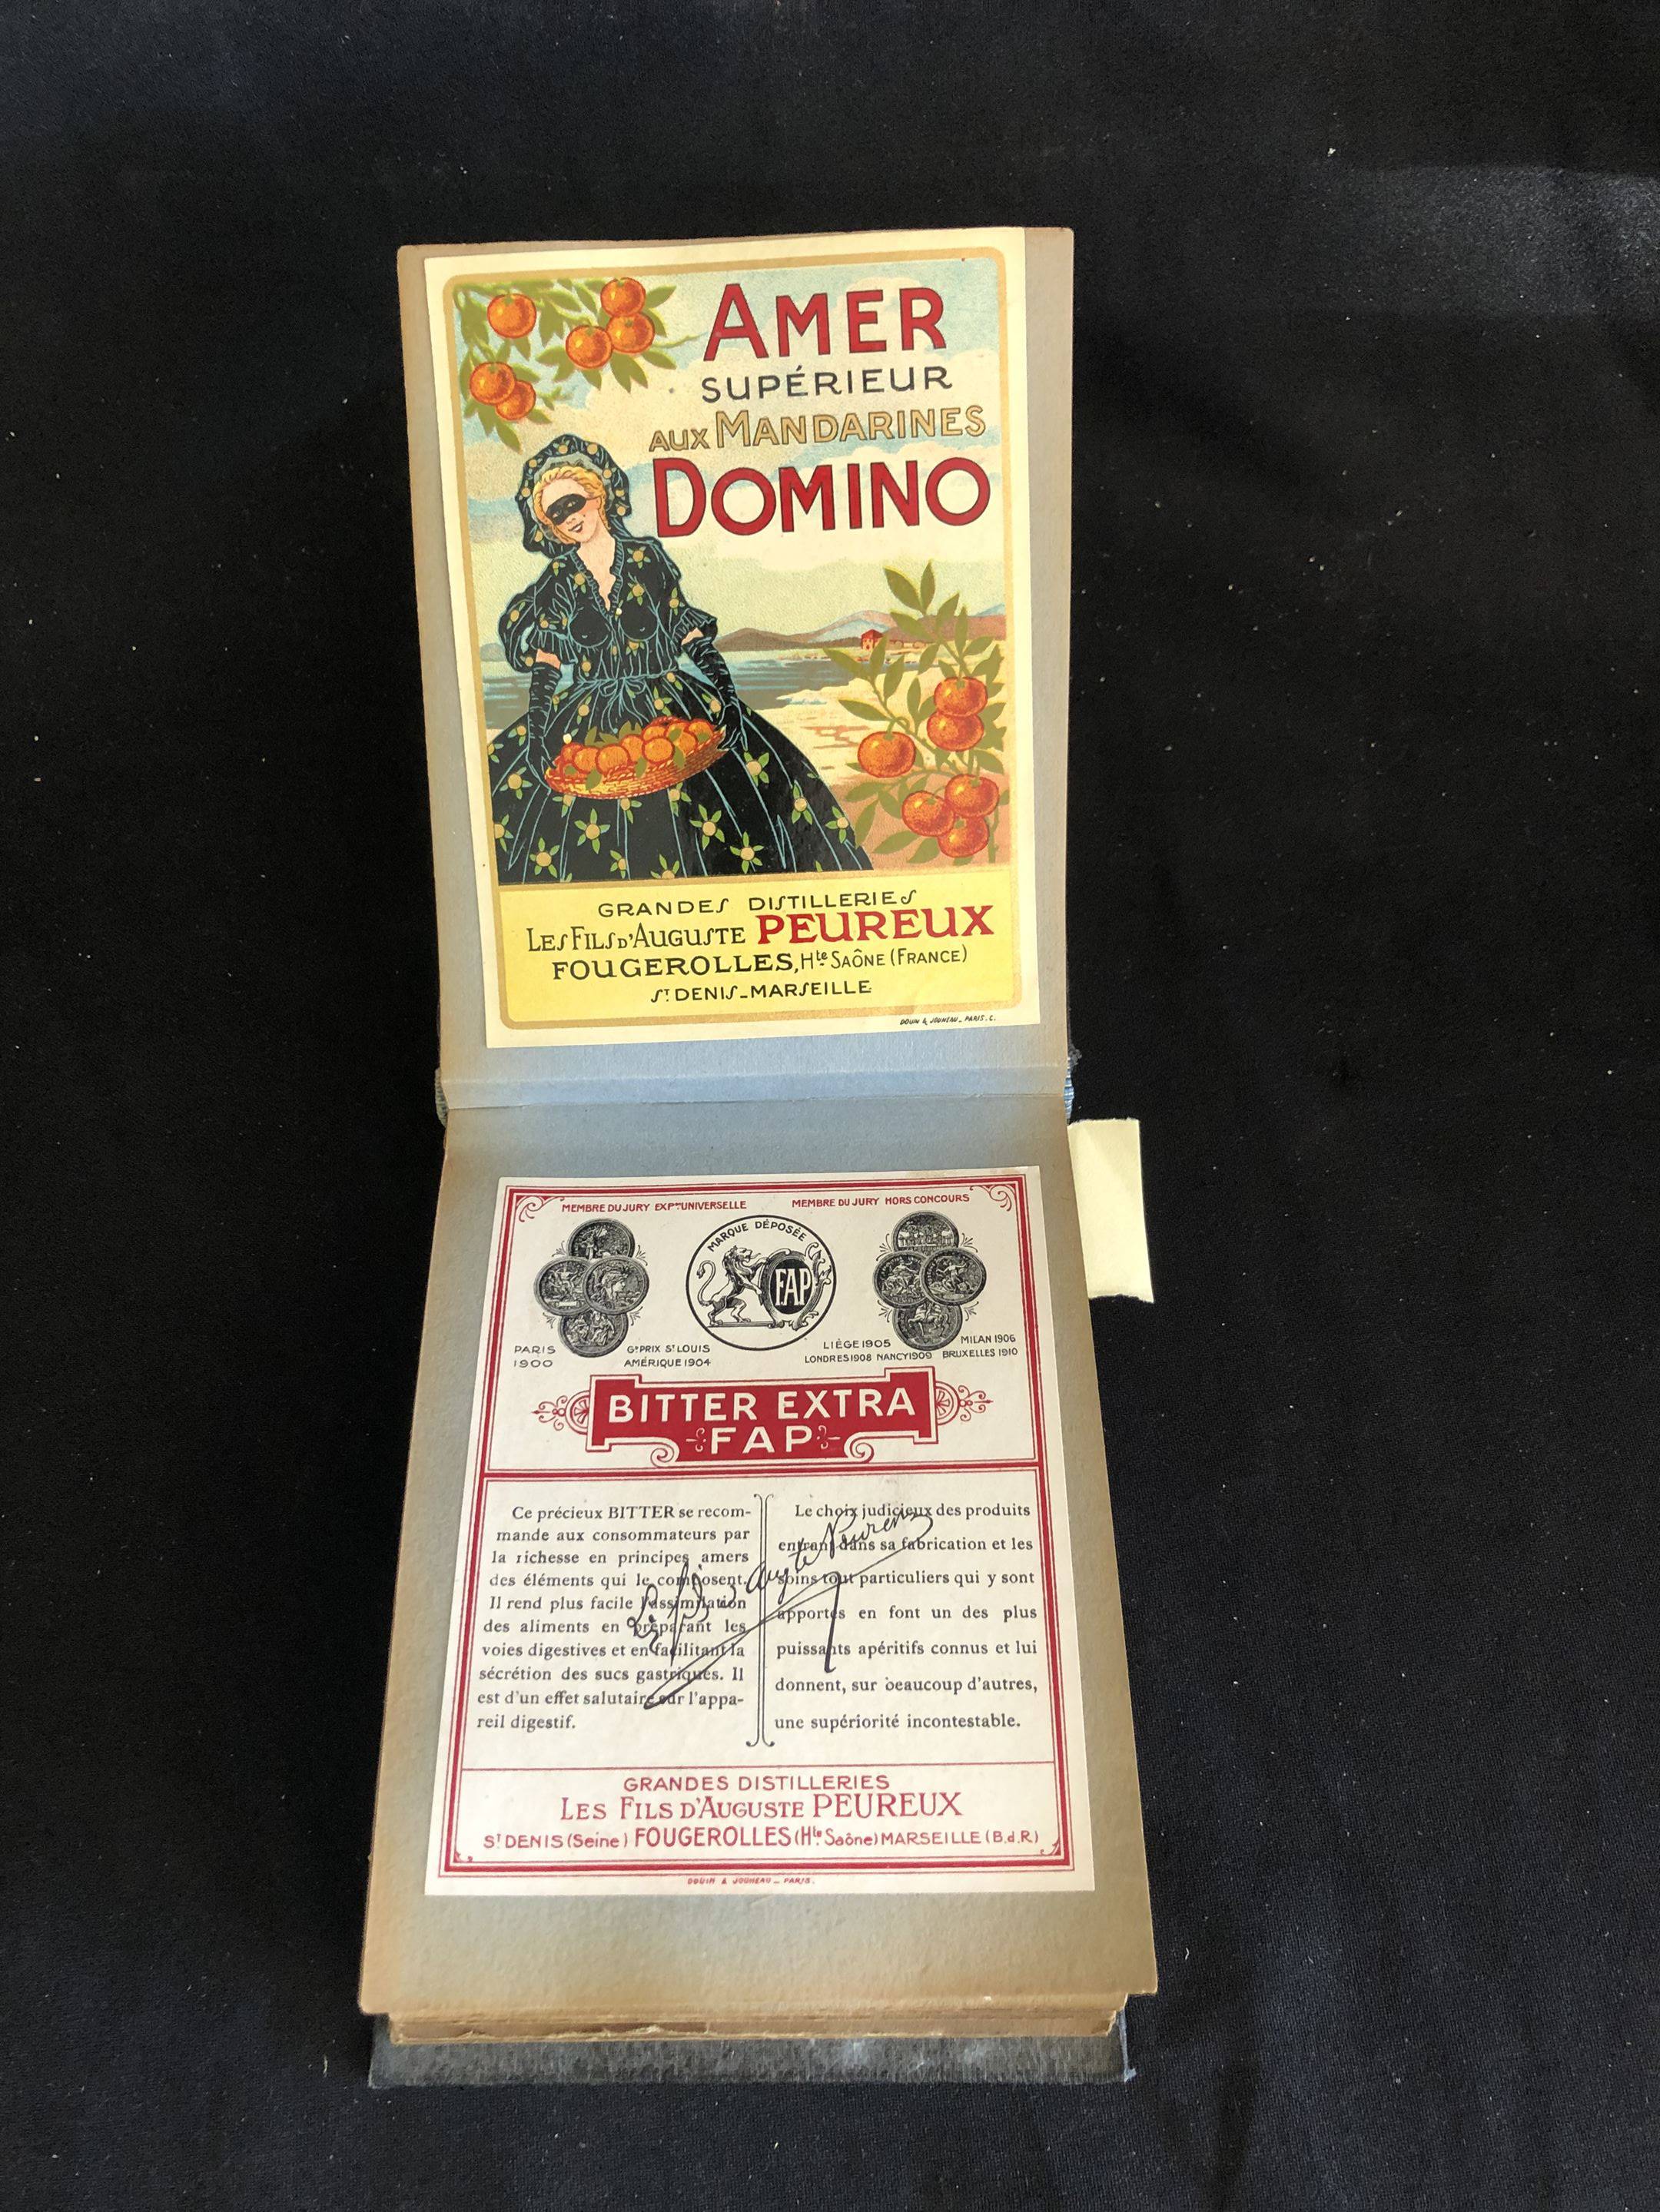 AMER
SUPÉRIEUR
AUX MANDARINES
DOMINO
GRANDES DISTILLERIES
LES FILS D'AUGUSTE PEUREUX
FOUGEROLLES, Hte SAÔNE (FRANCE)
ST DENIS_MARSEILLE
DOUIN & JOUNEAU_ PARIS. C.
MEMBRE DU JURY EXPon UNIVERSELLE
MEMBRE DU JURY HORS CONCOURS
MARQUE DÉPOSÉE
FAP
PARIS
1900
Gd PRIX ST LOUIS
AMÉRIQUE 1904
LIÈGE 1905
LONDRES 1908 NANCY 1909
MILAN 1906
BRUXELLES 1910
BITTER EXTRA
FAP
Ce précieux BITTER se recom-
mande aux consommateurs par
la richesse en principes amers
des éléments qui le composent.
Il rend plus facile l'assimilation
des aliments en préparant les
voies digestives et en facilitant la
sécrétion des sucs gastriques. Il
est d'un effet salutaire sur l'appa-
reil digestif.
Le choix judicieux des produits
entrant dans sa fabrication et les
soins tout particuliers qui y sont
apportés en font un des plus
puissants apéritifs connus et lui
donnent, sur beaucoup d'autres,
une supériorité incontestable.
Les fils d'Auguste Peureux
GRANDES DISTILLERIES
LES FILS D'AUGUSTE PEUREUX
ST DENIS (Seine) FOUGEROLLES (Hte Saône) MARSEILLE (B.d.R)
DOUIN & JOUNEAU _ PARIS.